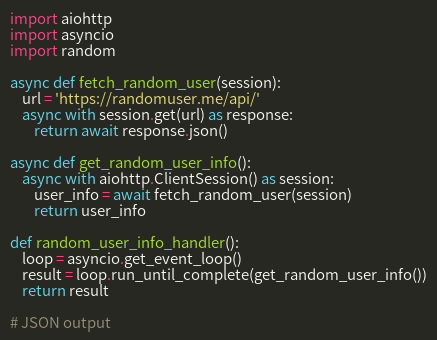 import aiohttp
import asyncio
import random

async def fetch_random_user(session):
    url = 'https://randomuser.me/api/'
    async with session.get(url) as response:
        return await response.json()

async def get_random_user_info():
    async with aiohttp.ClientSession() as session:
        user_info = await fetch_random_user(session)
        return user_info

def random_user_info_handler():
    loop = asyncio.get_event_loop()
    result = loop.run_until_complete(get_random_user_info())
    return result

# JSON output